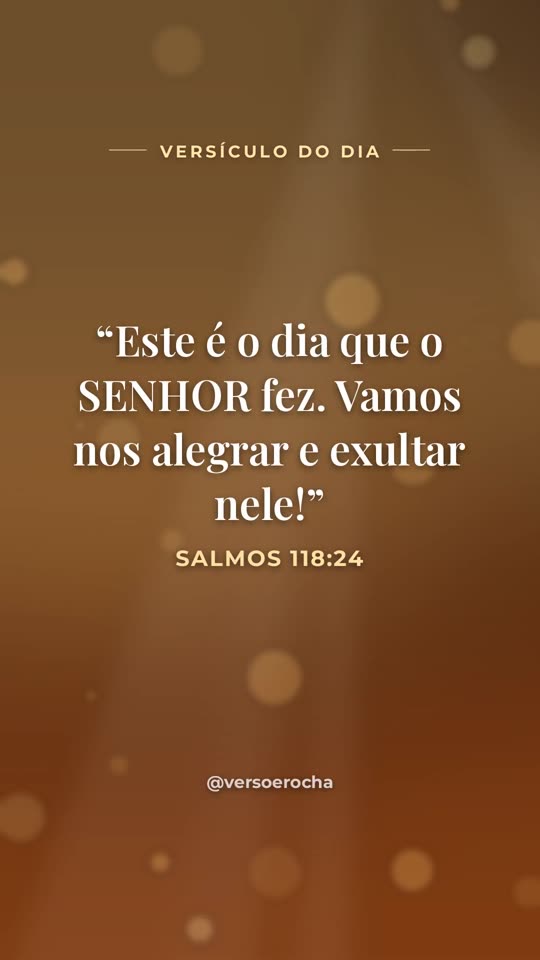 VERSÍCULO DO DIA
“Este é o dia que o
SENHOR fez. Vamos
nos alegrar e exultar
nele!”
SALMOS 118:24
@versoerocha